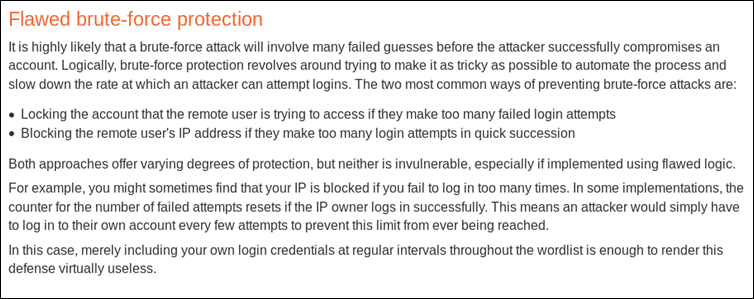 Flawed brute-force protection
It is highly likely that a brute-force attack will involve many failed guesses before the attacker successfully compromises an
account. Logically, brute-force protection revolves around trying to make it as tricky as possible to automate the process and
slow down the rate at which an attacker can attempt logins. The two most common ways of preventing brute-force attacks are:
• Locking the account that the remote user is trying to access if they make too many failed login attempts
• Blocking the remote user's IP address if they make too many login attempts in quick succession
Both approaches offer varying degrees of protection, but neither is invulnerable, especially if implemented using flawed logic.
For example, you might sometimes find that your IP is blocked if you fail to log in too many times. In some implementations, the
counter for the number of failed attempts resets if the IP owner logs in successfully. This means an attacker would simply have
to log in to their own account every few attempts to prevent this limit from ever being reached.
In this case, merely including your own login credentials at regular intervals throughout the wordlist is enough to render this
defense virtually useless.